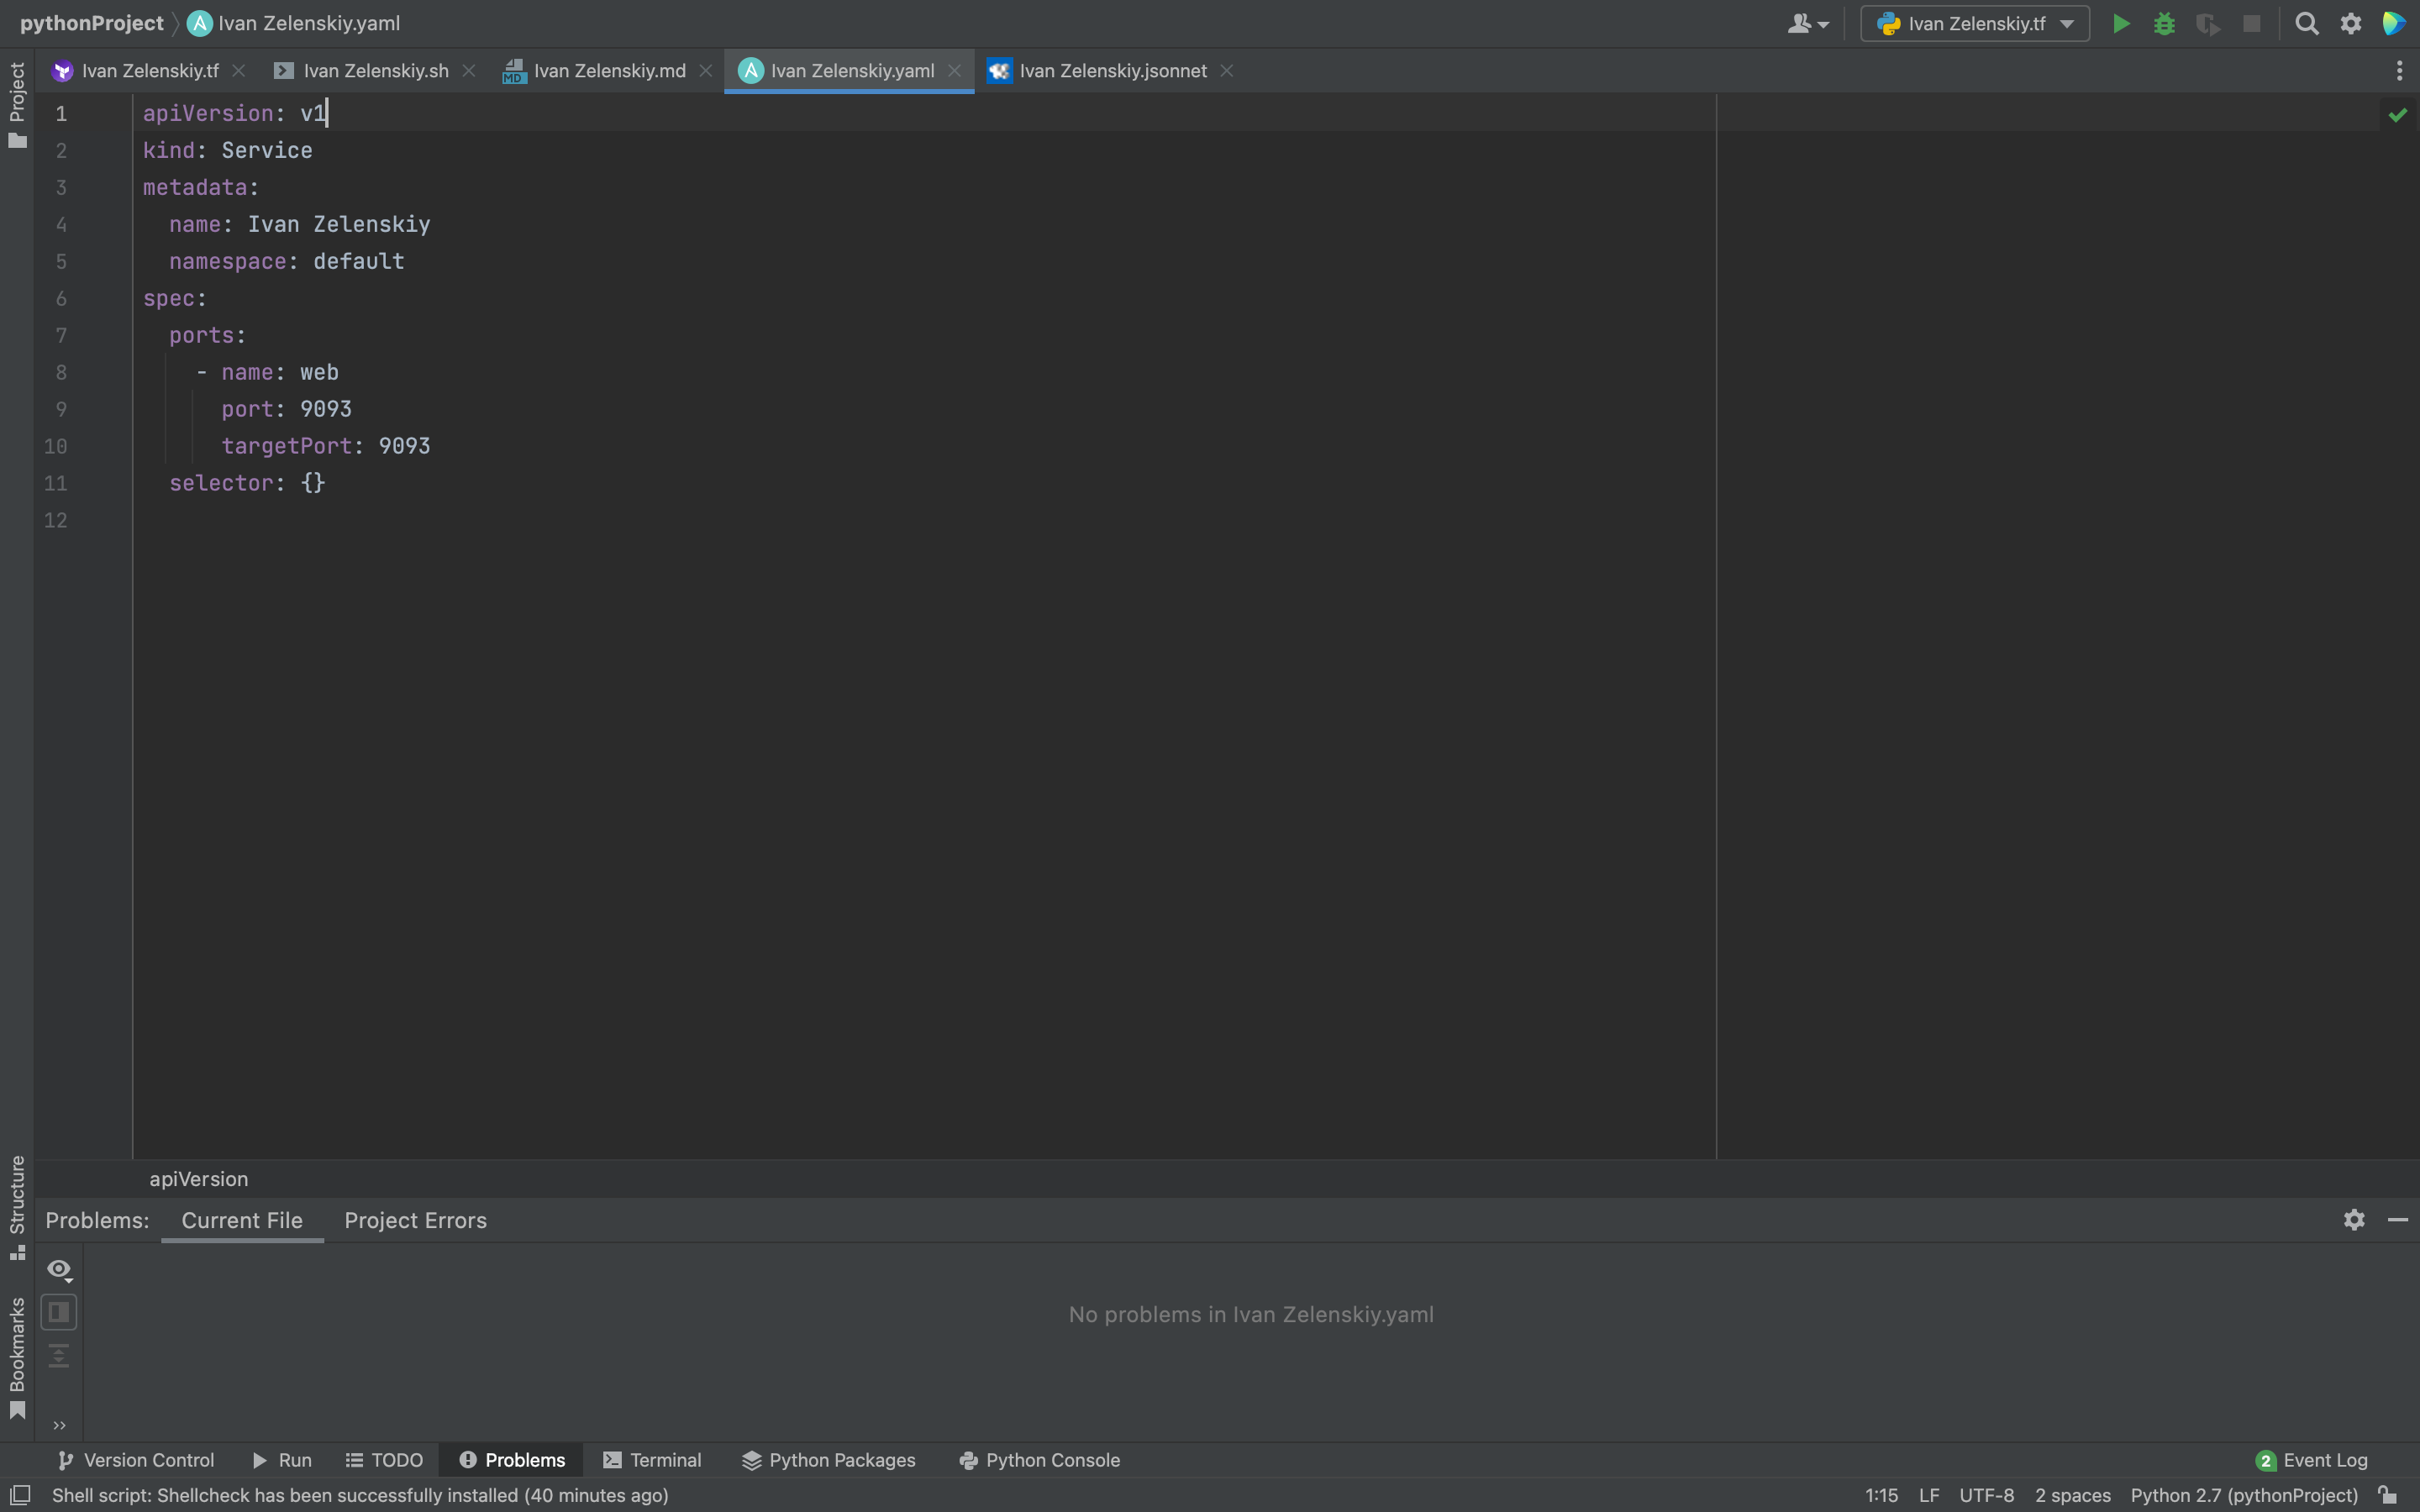 pythonProject Ivan Zelenskiy.yaml Ivan Zelenskiy.tf
Ivan Zelenskiy.tf Ivan Zelenskiy.sh MD Ivan Zelenskiy.md A Ivan Zelenskiy.yaml Ivan Zelenskiy.jsonnet
Project
1 apiVersion: v1
2 kind: Service
3 metadata:
4 name: Ivan Zelenskiy
5 namespace: default
6 spec:
7 ports:
8 - name: web
9 port: 9093
10 targetPort: 9093
11 selector: {}
12
apiVersion
Structure
Problems: Current File Project Errors
No problems in Ivan Zelenskiy.yaml
Bookmarks
Version Control Run TODO Problems Terminal Python Packages Python Console 2 Event Log
Shell script: Shellcheck has been successfully installed (40 minutes ago) 1:15 LF UTF-8 2 spaces Python 2.7 (pythonProject)